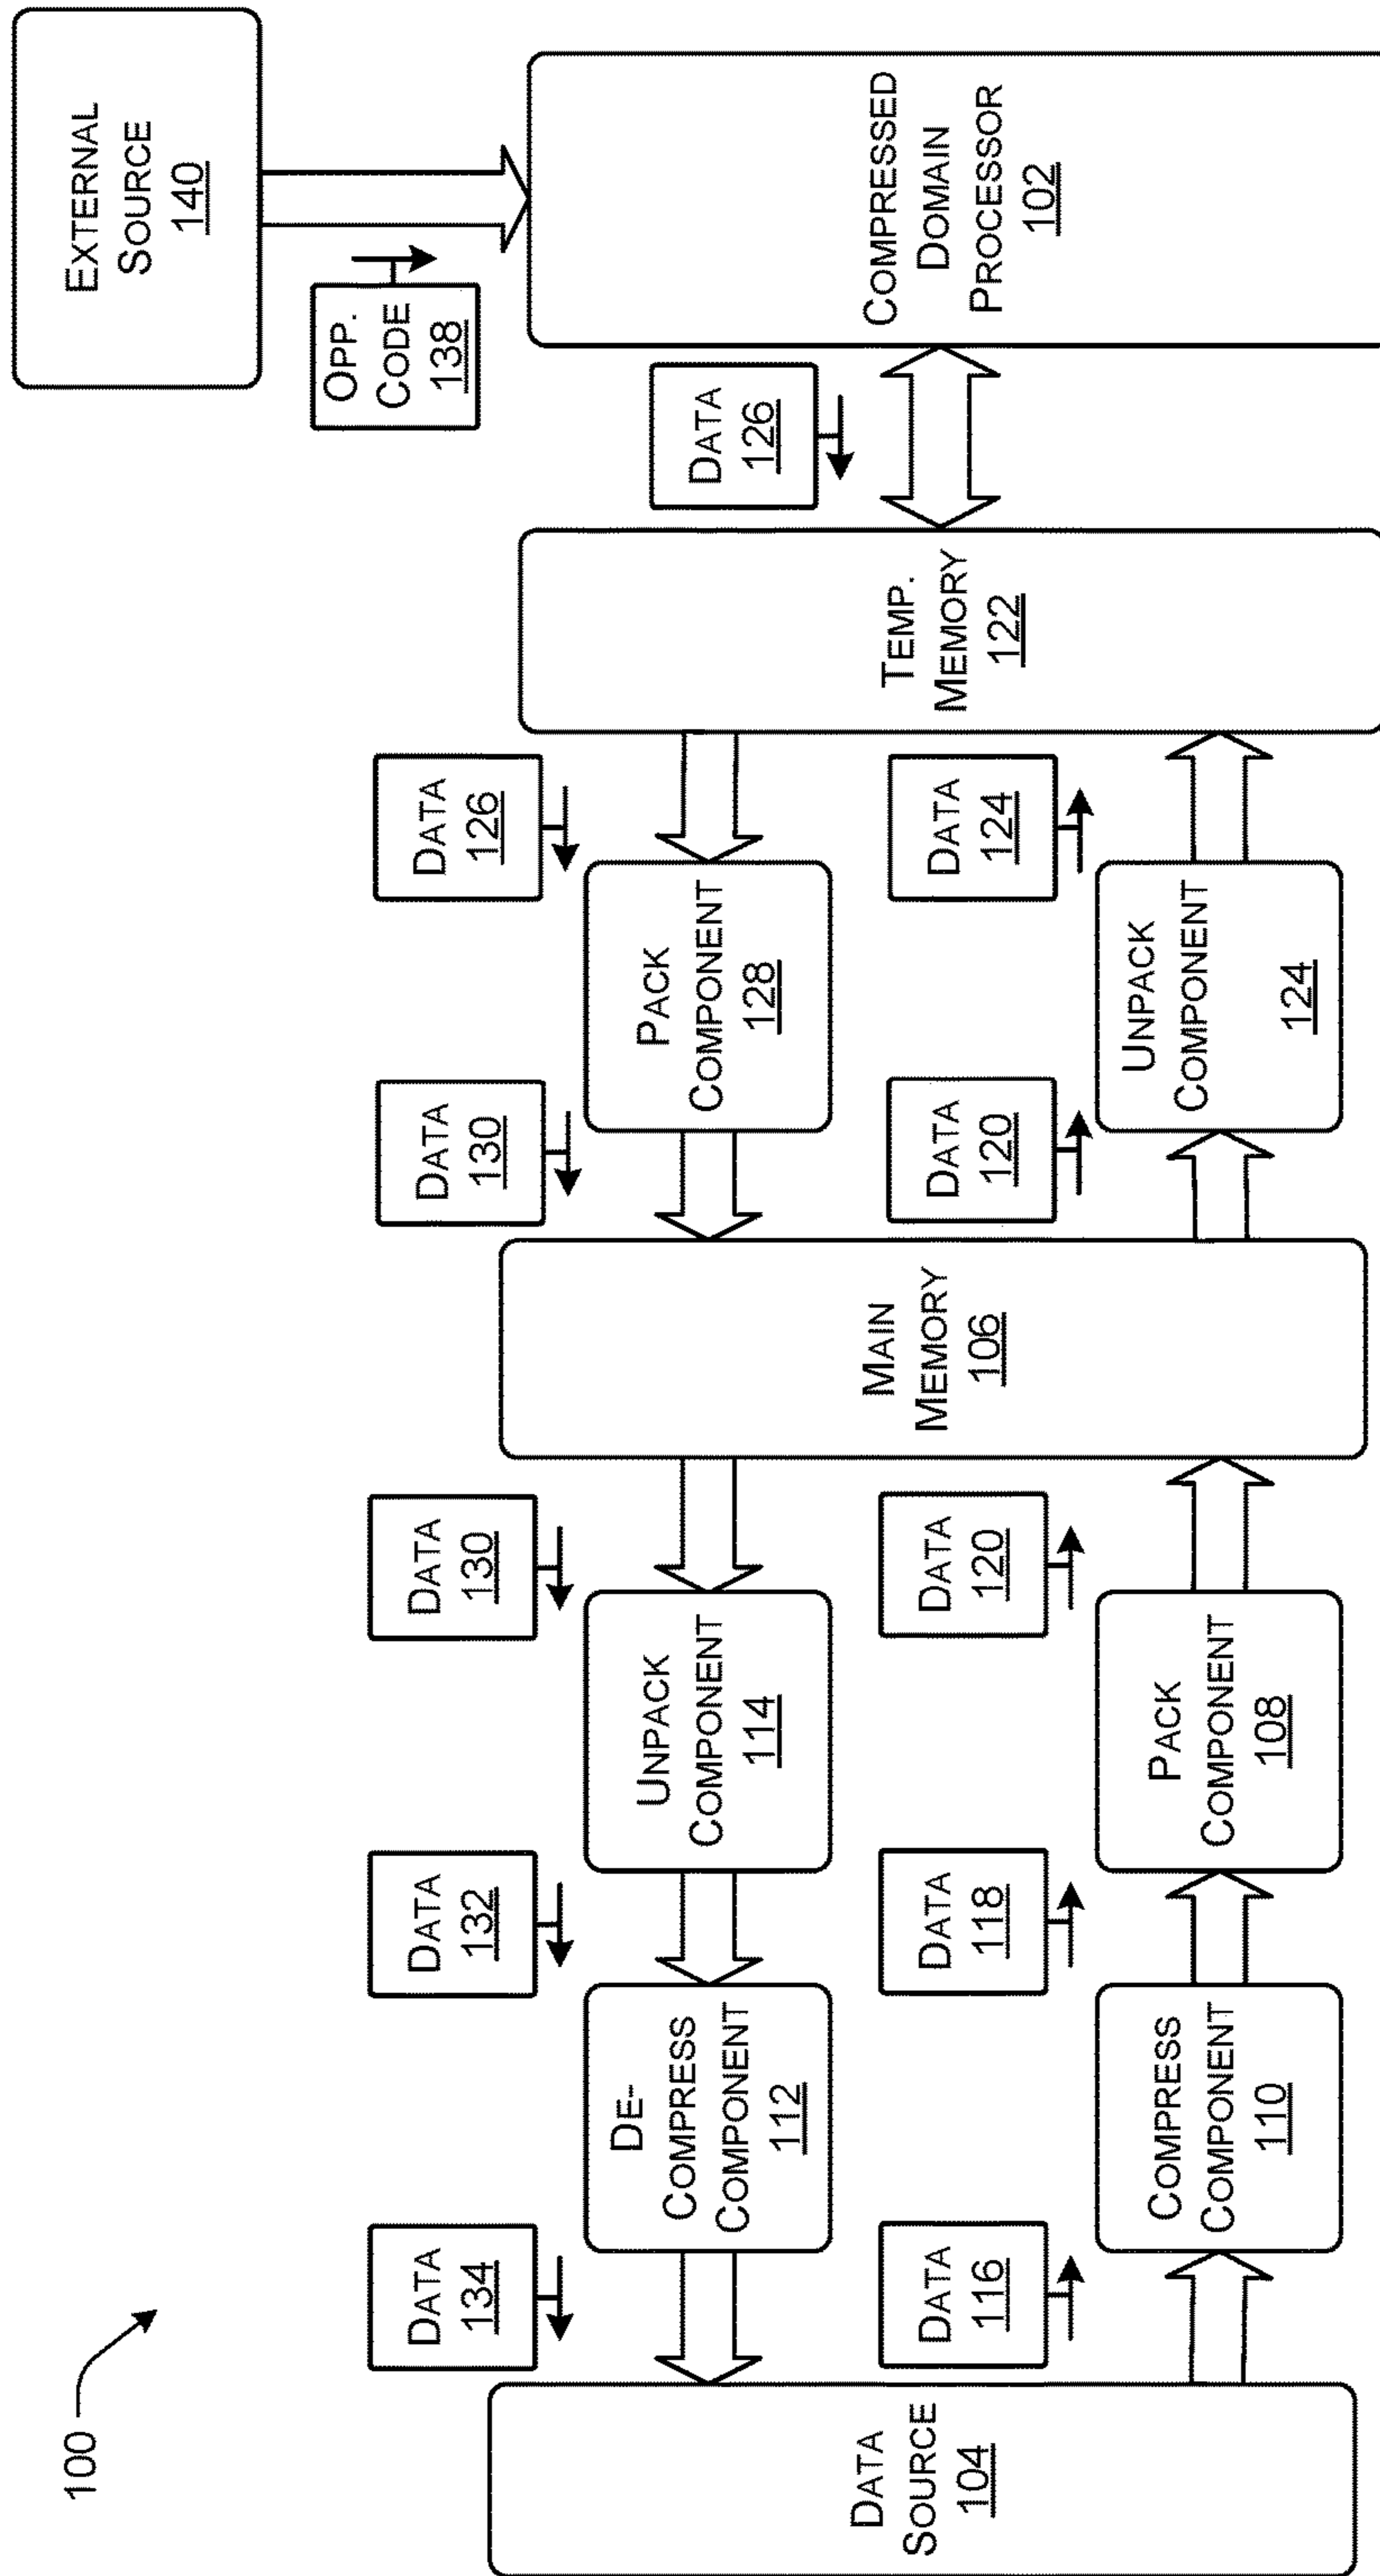 100
EXTERNAL
SOURCE
140
OPP.
CODE
138
DATA
134
DATA
132
DATA
130
DATA
130
DATA
126
DATA
126
DE-
COMPRESS
COMPONENT
112
UNPACK
COMPONENT
114
PACK
COMPONENT
128
DATA
SOURCE
104
MAIN
MEMORY
106
TEMP.
MEMORY
122
COMPRESSED
DOMAIN
PROCESSOR
102
DATA
116
DATA
118
DATA
120
DATA
120
DATA
124
COMPRESS
COMPONENT
110
PACK
COMPONENT
108
UNPACK
COMPONENT
124